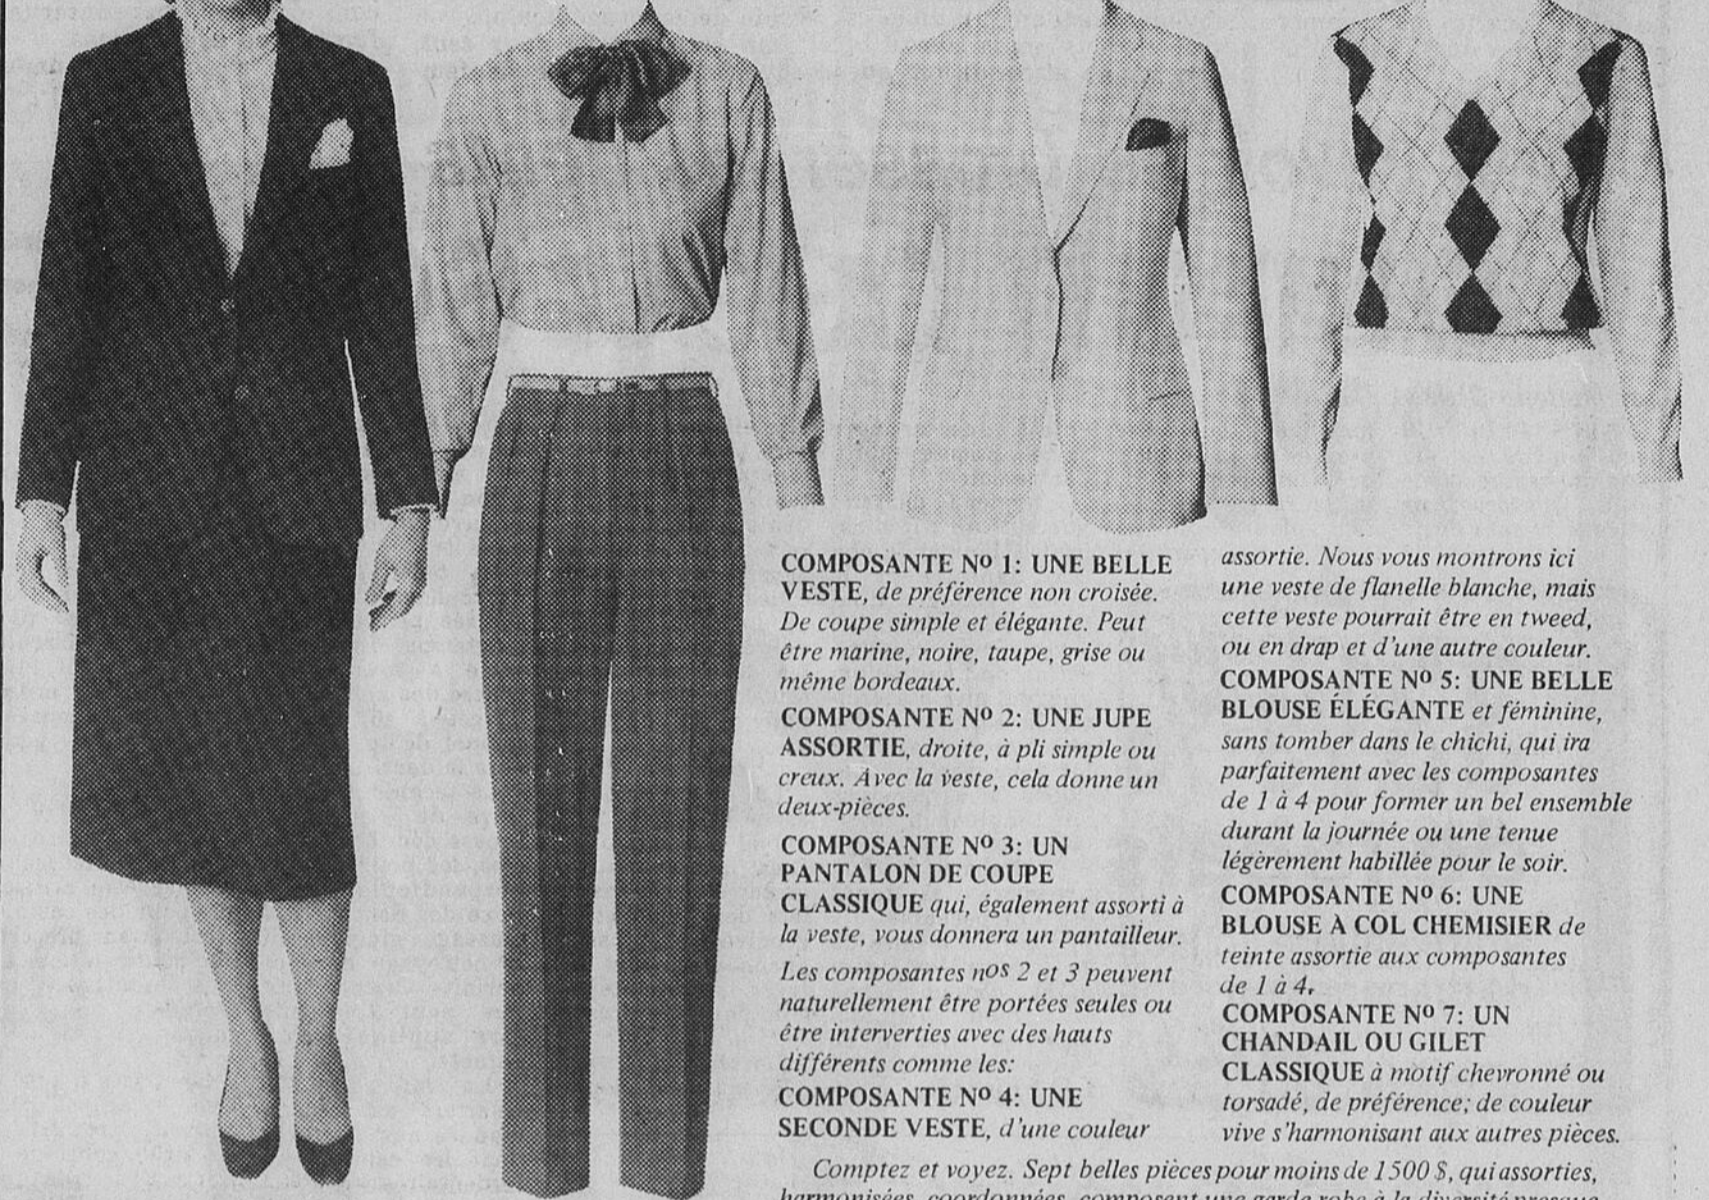 COMPOSANTE Nº 1: UNE BELLE
VESTE, de préférence non croisée.
De coupe simple et élégante. Peut
être marine, noire, taupe, grise ou
même bordeaux.
COMPOSANTE Nº 2: UNE JUPE
ASSORTIE, droite, à pli simple ou
creux. Avec la veste, cela donne un
deux-pièces.
COMPOSANTE Nº 3: UN
PANTALON DE COUPE
CLASSIQUE qui, également assorti à
la veste, vous donnera un pantailleur.
Les composantes nos 2 et 3 peuvent
naturellement être portées seules ou
être interverties avec des hauts
différents comme les:
COMPOSANTE Nº 4: UNE
SECONDE VESTE, d'une couleur
assortie. Nous vous montrons ici
une veste de flanelle blanche, mais
cette veste pourrait être en tweed,
ou en drap et d'une autre couleur.
COMPOSANTE Nº 5: UNE BELLE
BLOUSE ÉLÉGANTE et féminine,
sans tomber dans le chichi, qui ira
parfaitement avec les composantes
de 1 à 4 pour former un bel ensemble
durant la journée ou une tenue
légèrement habillée pour le soir.
COMPOSANTE Nº 6: UNE
BLOUSE À COL CHEMISIER de
teinte assortie aux composantes
de 1 à 4.
COMPOSANTE Nº 7: UN
CHANDAIL OU GILET
CLASSIQUE à motif chevronné ou
torsadé, de préférence; de couleur
vive s'harmonisant aux autres pièces.
Comptez et voyez. Sept belles pièces pour moins de 1500 $, qui assorties,
harmonisées, coordonnées, composent une garde-robe à la diversité presque